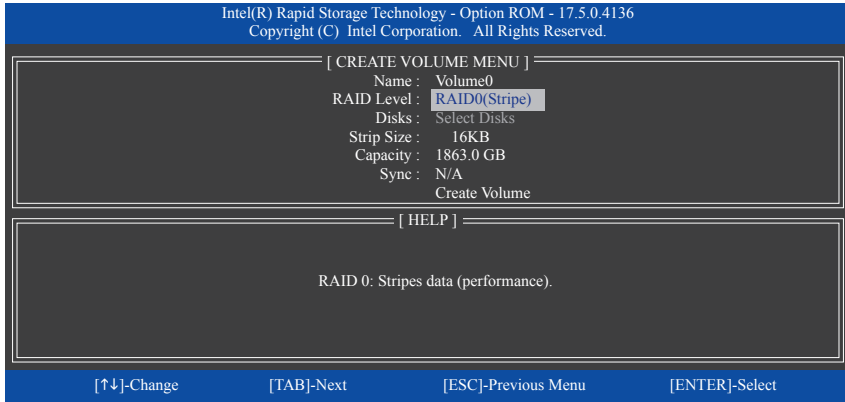 Intel(R) Rapid Storage Technology - Option ROM - 17.5.0.4136
Copyright (C) Intel Corporation. All Rights Reserved.
[ CREATE VOLUME MENU ]
Name : Volume0
RAID Level : RAID0(Stripe)
Disks : Select Disks
Strip Size : 16KB
Capacity : 1863.0 GB
Sync : N/A
Create Volume
[ HELP ]
RAID 0: Stripes data (performance).
[↑↓]-Change [TAB]-Next [ESC]-Previous Menu [ENTER]-Select